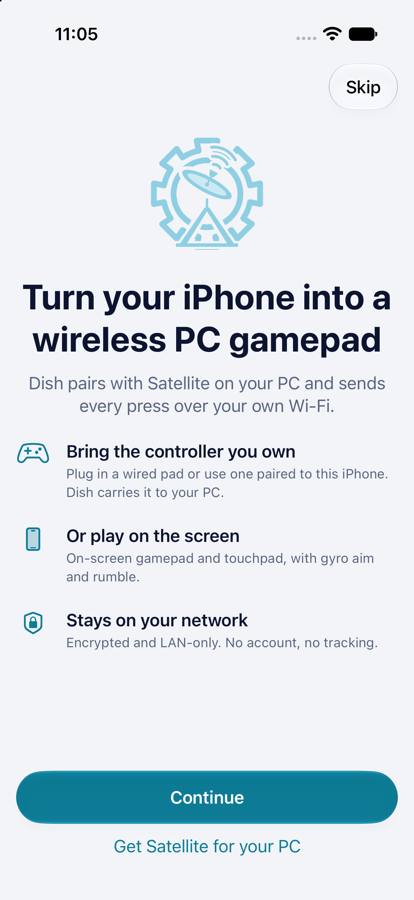 11:05
Skip
Turn your iPhone into a
wireless PC gamepad
Dish pairs with Satellite on your PC and sends
every press over your own Wi-Fi.
Bring the controller you own
Plug in a wired pad or use one paired to this iPhone.
Dish carries it to your PC.
Or play on the screen
On-screen gamepad and touchpad, with gyro aim
and rumble.
Stays on your network
Encrypted and LAN-only. No account, no tracking.
Continue
Get Satellite for your PC